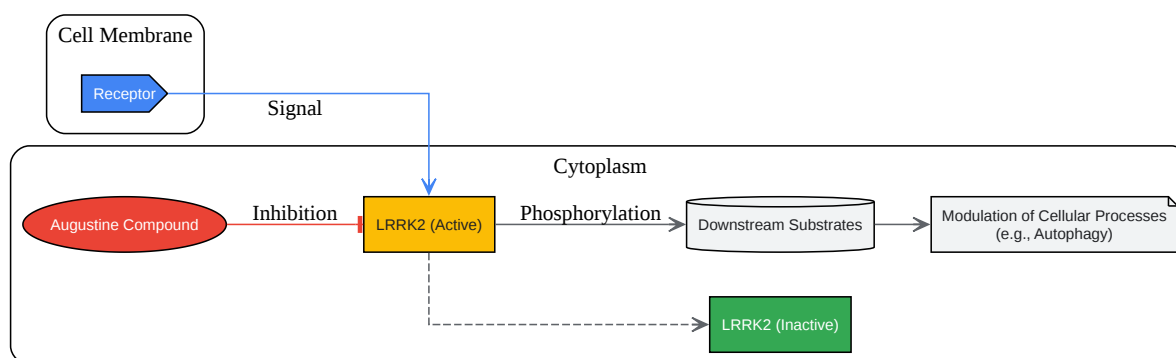 Cell Membrane
Receptor
Signal
Cytoplasm
Augustine Compound
Inhibition
LRRK2 (Active)
Phosphorylation
Downstream Substrates
Modulation of Cellular Processes
(e.g., Autophagy)
LRRK2 (Inactive)